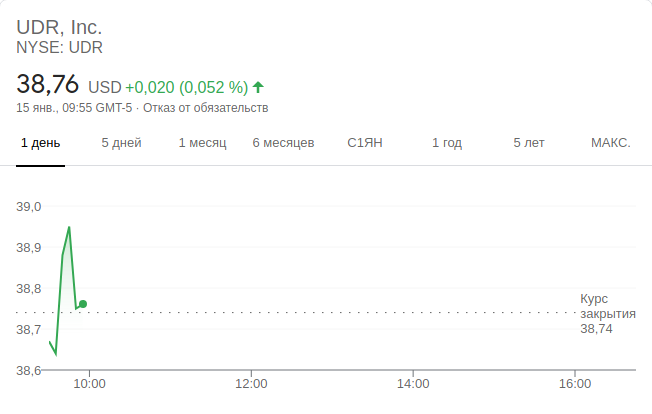 UDR, Inc.
NYSE: UDR
38,76 USD +0,020 (0,052 %)
15 янв., 09:55 GMT-5 · Отказ от обязательств
1 день 5 дней 1 месяц 6 месяцев С1ЯН 1 год 5 лет МАКС.
39,0
38,9
38,8
38,7
38,6
Курс
закрытия
38,74
10:00 12:00 14:00 16:00